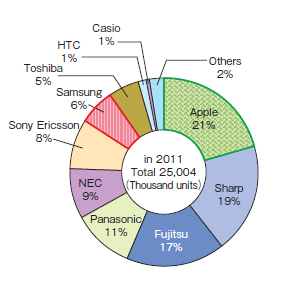 Casio
1%
HTC
1%
Toshiba
5%
Samsung
6%
Sony Ericsson
8%
NEC
9%
Panasonic
11%
Fujitsu
17%
Sharp
19%
Apple
21%
Others
2%
in 2011
Total 25,004
(Thousand units)